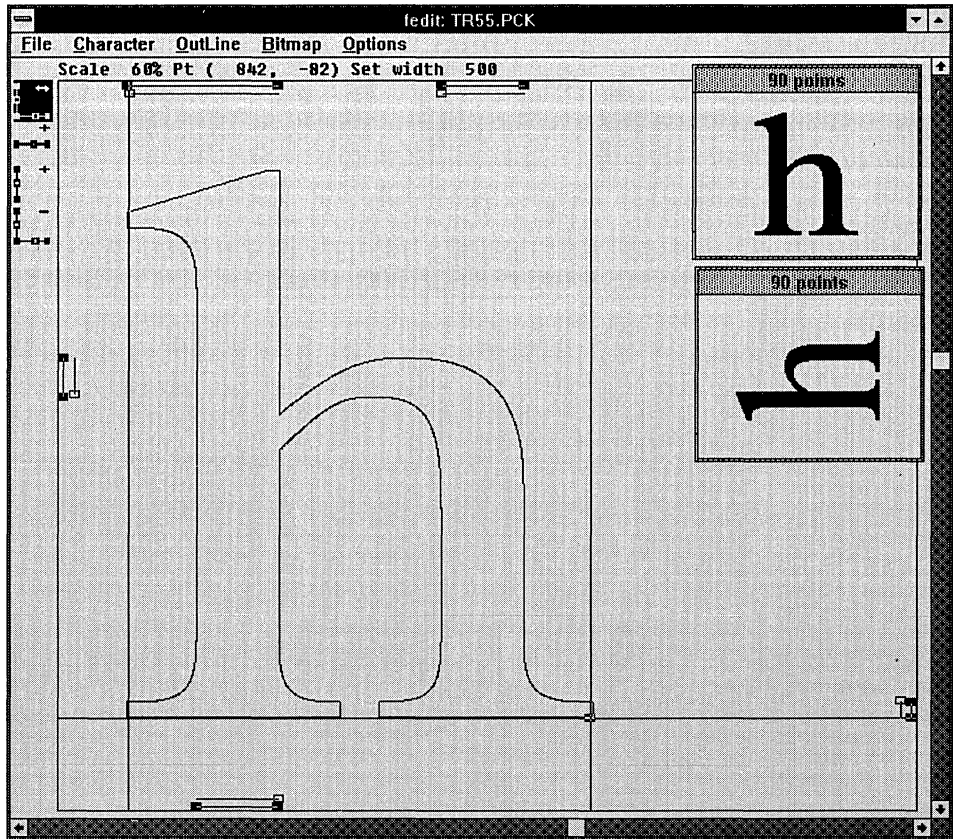 fedit: TR55.PCK
File Character OutLine Bitmap Options
Scale 60% Pt ( 842, -82) Set width 500
90 points
h
90 points
h